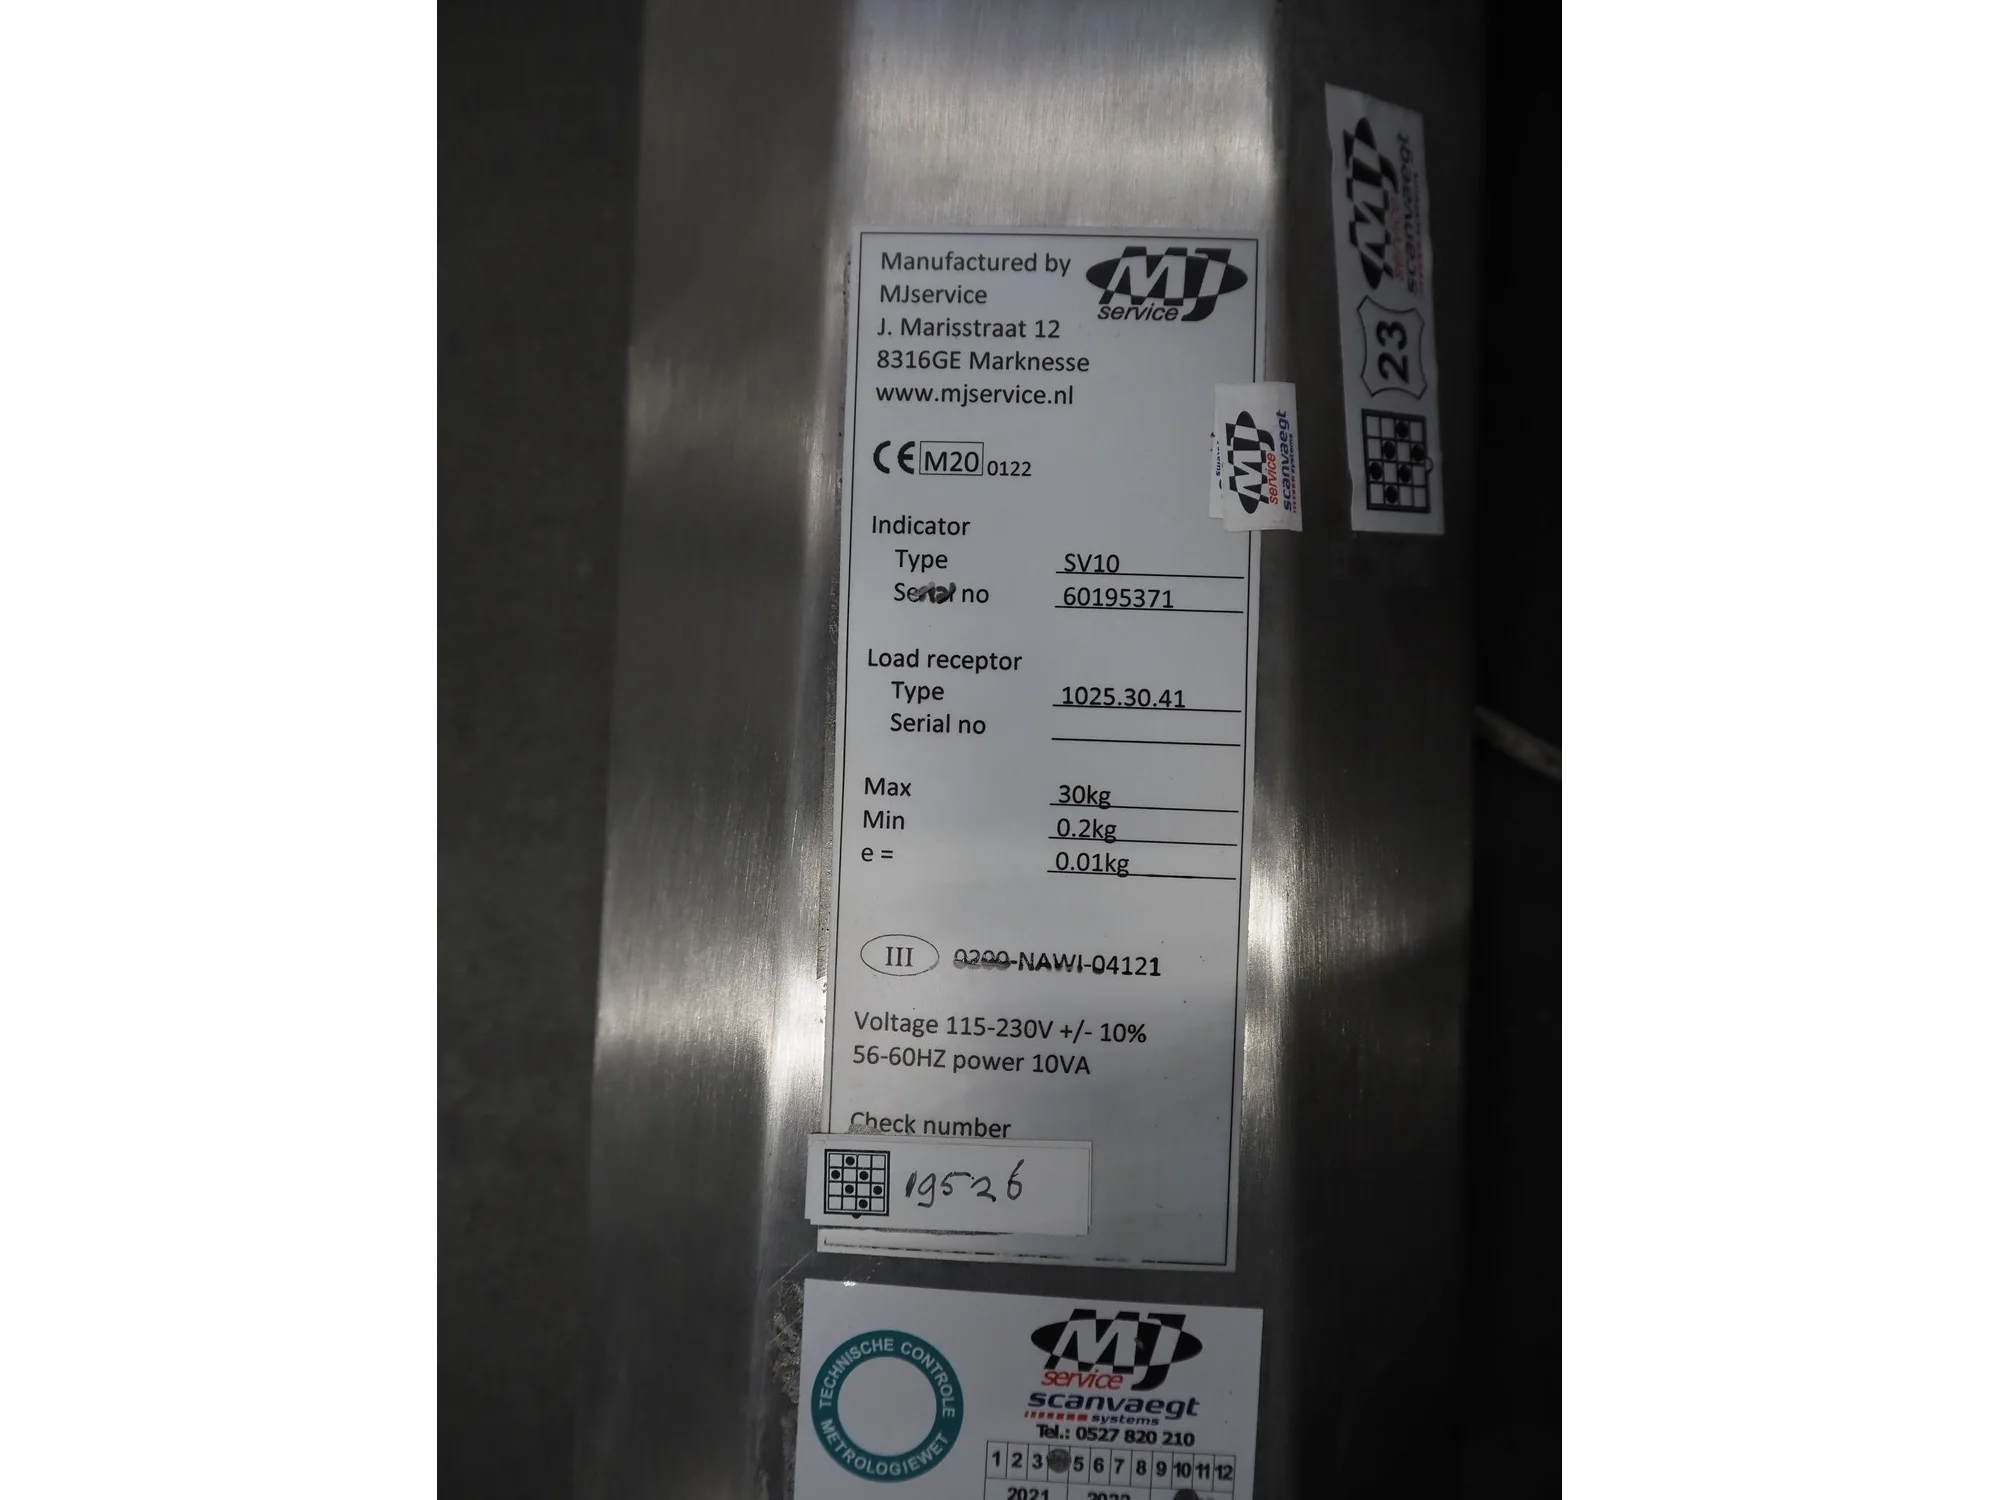 Manufactured by
MJservice
J. Marisstraat 12
8316GE Marknesse
www.mjservice.nl
MJ
service
CE M20 0122
Indicator
Type SV10
Serial no 60195371
Load receptor
Type 1025.30.41
Serial no
Max 30kg
Min 0.2kg
e = 0.01kg
III 0200-NAWI-04121
Voltage 115-230V +/- 10%
56-60HZ power 10VA
Check number
19526
MJ
service
scanvaegt
systems
MJ
service
scanvaegt
systems
23
TECHNISCHE CONTROLE
METROLOGIEWET
MJ
service
scanvaegt
systems
Tel.: 0527 820 210
1 2 3 5 6 7 8 9 10 11 12
2021 2022